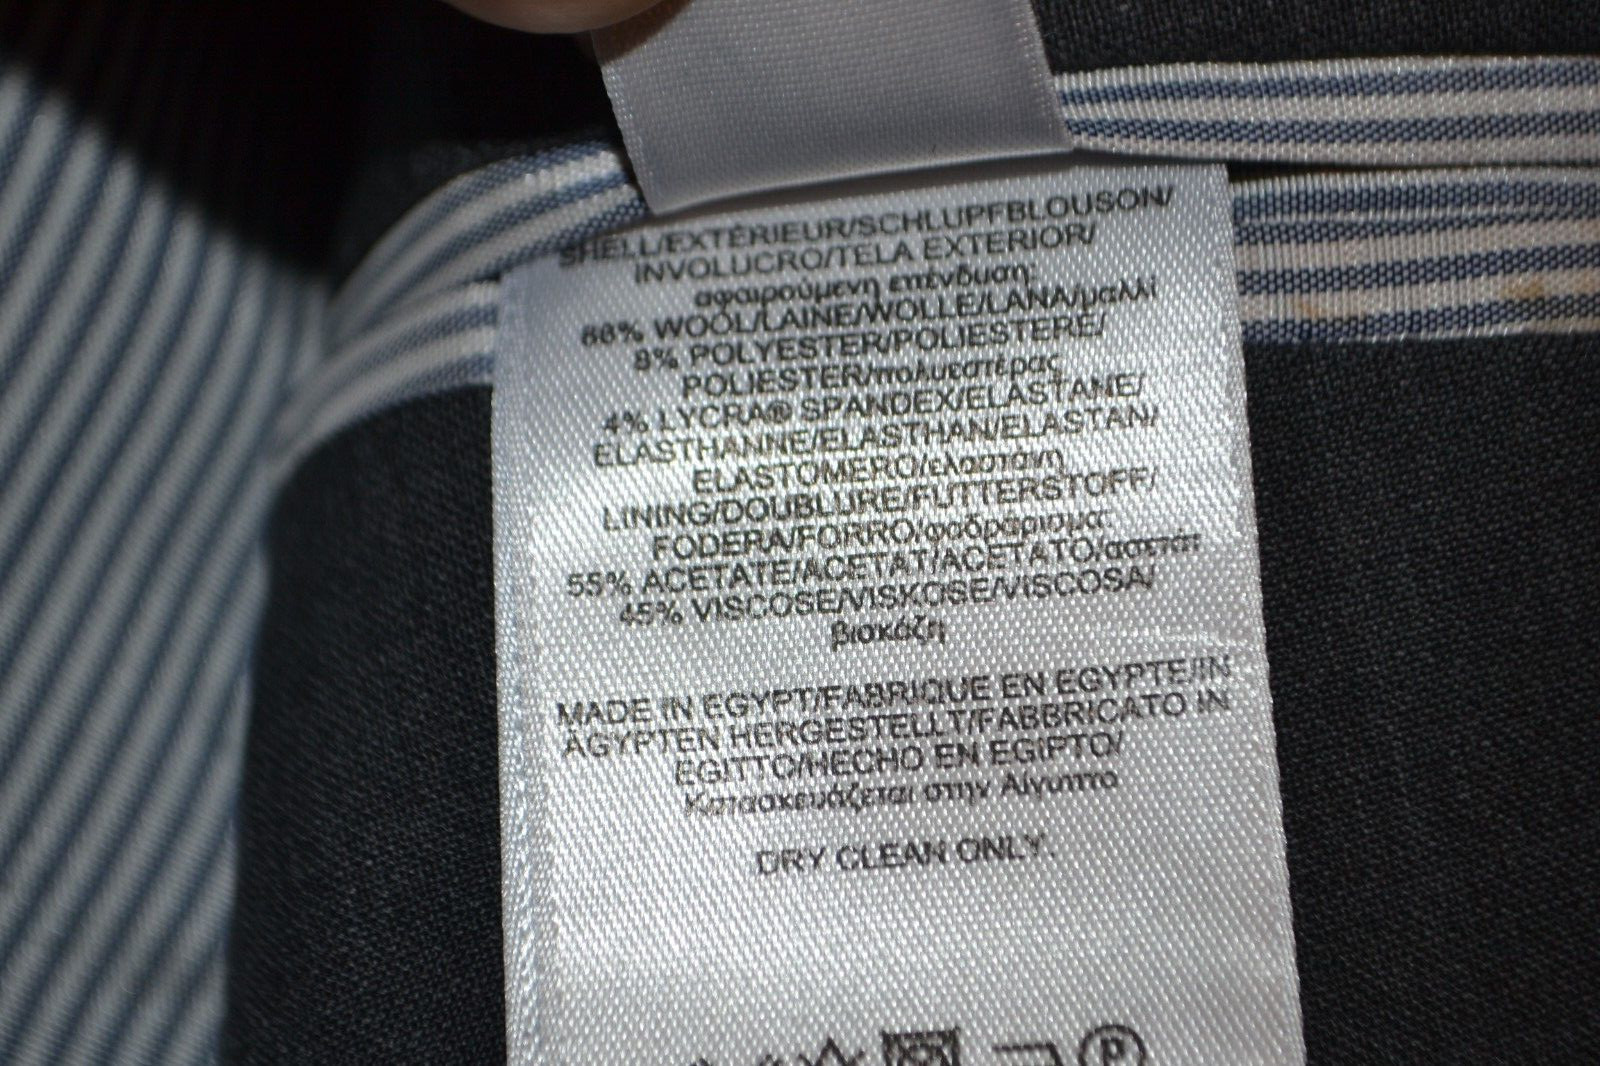 SHELL/EXTÉRIEUR/SCHLUPFBLOUSON/
INVOLUCRO/TELA EXTERIOR/
αφαιρούμενη επένδυση:
88% WOOL/LAINE/WOLLE/LANA/μαλλί
8% POLYESTER/POLIESTERE/
POLIESTER/πολυεστέρας
4% LYCRA® SPANDEX/ELASTANE/
ELASTHANNE/ELASTHAN/ELASTAN/
ELASTOMERO/ελαστάνη
LINING/DOUBLURE/FUTTERSTOFF/
FODERA/FORRO/φοδράρισμα:
55% ACETATE/ACETAT/ACETATO/ασετάτ
45% VISCOSE/VISKOSE/VISCOSA/
βισκόζη
MADE IN EGYPT/FABRIQUE EN EGYPTE/IN
ÄGYPTEN HERGESTELLT/FABBRICATO IN
EGITTO/HECHO EN EGIPTO/
Κατασκευάζεται στην Αίγυπτο
DRY CLEAN ONLY.
P